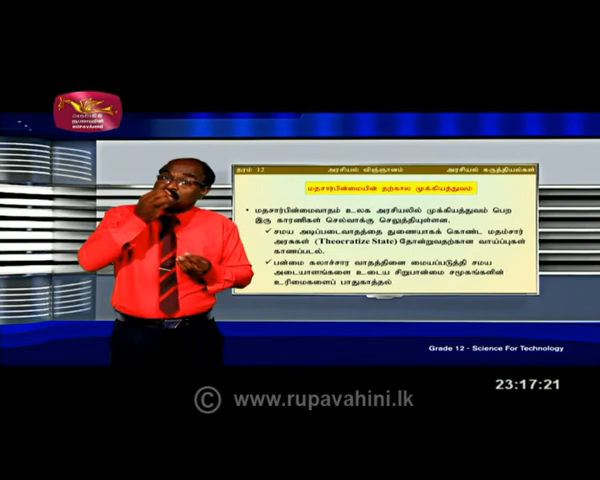 ரூபவாஹினி
RUPAVAHINI
தரம் 12 அரசியல் விஞ்ஞானம் அரசியல் கருத்தியல்கள்
மதசார்பின்மையின் தற்கால முக்கியத்துவம்
• மதசார்பின்மைவாதம் உலக அரசியலில் முக்கியத்துவம் பெற
இரு காரணிகள் செல்வாக்கு செலுத்தியுள்ளன.
✓ சமய அடிப்படைவாதத்தை துணையாகக் கொண்ட மதம்சார்
அரசுகள் (Theocratize State) தோன்றுவதற்கான வாய்ப்புகள்
காணப்படல்.
✓ பன்மை கலாச்சார வாதத்தினை மையப்படுத்தி சமய
அடையாளங்களை உடைய சிறுபான்மை சமூகங்களின்
உரிமைகளைப் பாதுகாத்தல்
Grade 12 - Science For Technology
23:17:21
© www.rupavahini.lk